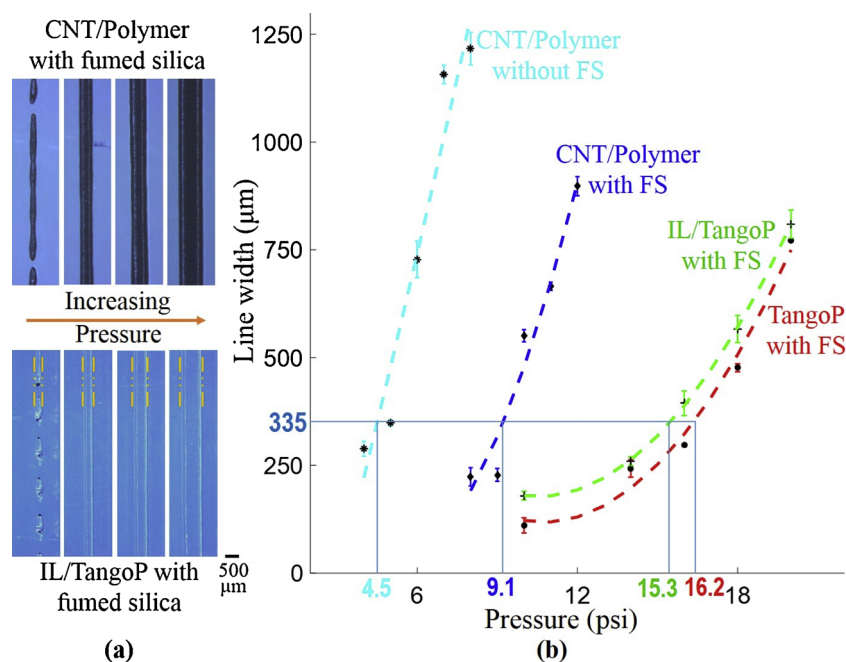 CNT/Polymer
with fumed silica
Increasing
Pressure
IL/TangoP with
fumed silica
500
μm
(a)
1250
1000
750
500
250
0
Line width (μm)
335
CNT/Polymer
without FS
CNT/Polymer
with FS
IL/TangoP
with FS
TangoP
with FS
4.5
6
9.1
12
15.3
16.2
18
Pressure (psi)
(b)